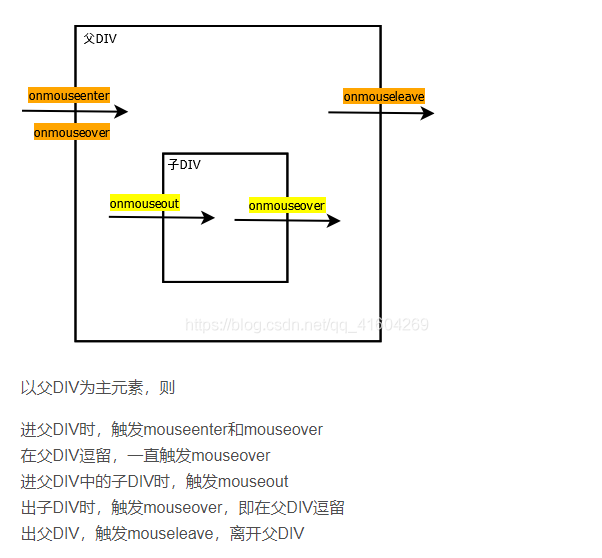 父DIV
onmouseenter
onmouseleave
onmouseover
子DIV
onmouseout
onmouseover
https://blog.csdn.net/qq_41604269
以父DIV为主元素，则
进父DIV时，触发mouseenter和mouseover
在父DIV逗留，一直触发mouseover
进父DIV中的子DIV时，触发mouseout
出子DIV时，触发mouseover，即在父DIV逗留
出父DIV，触发mouseleave，离开父DIV